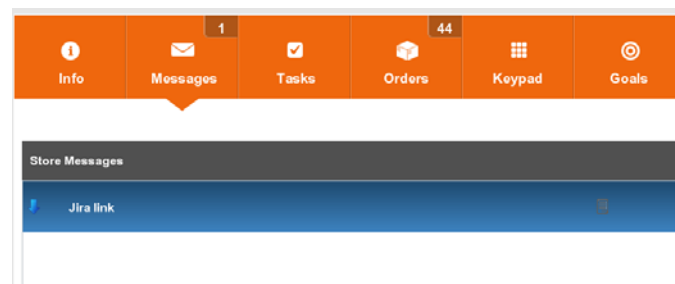 1 44
Info Messages Tasks Orders Keypad Goals
Store Messages
Jira link